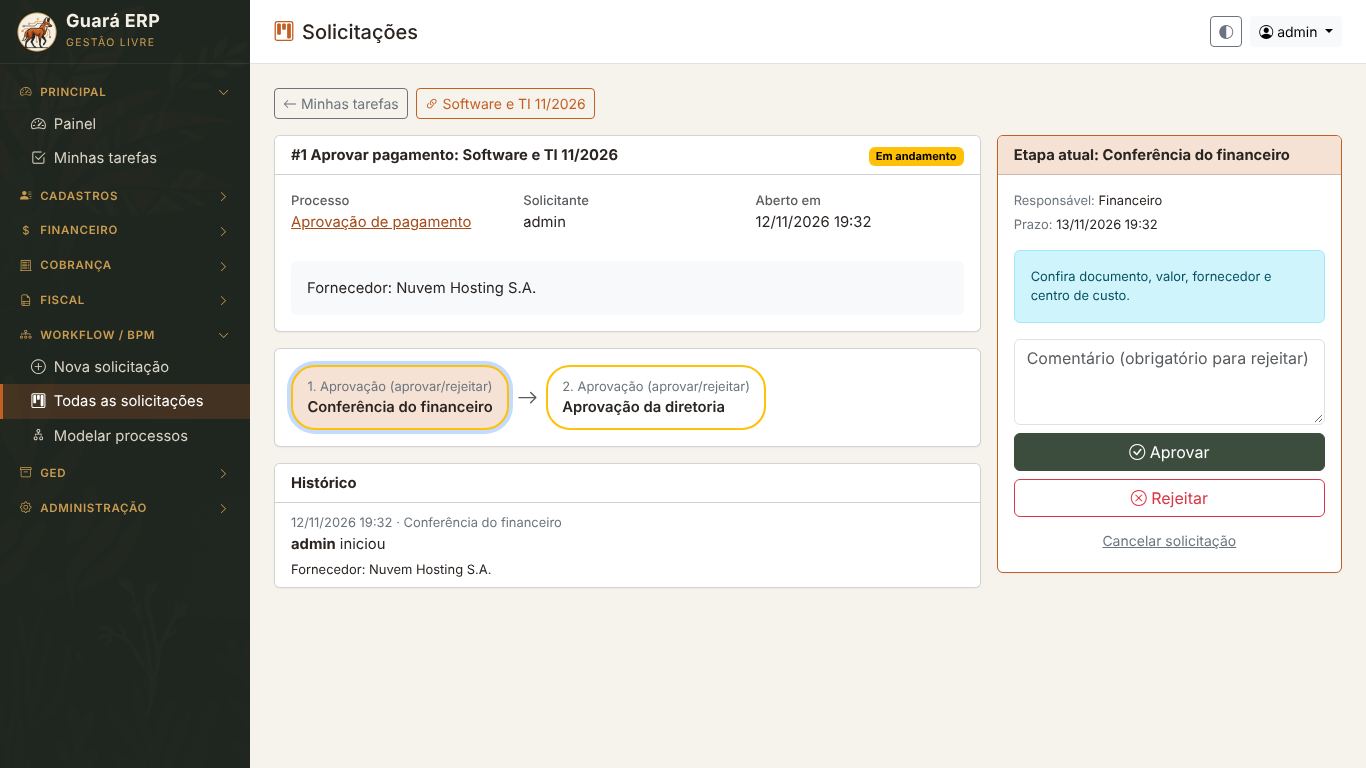 Guará ERP
GESTÃO LIVRE
PRINCIPAL
Painel
Minhas tarefas
CADASTROS
FINANCEIRO
COBRANÇA
FISCAL
WORKFLOW / BPM
Nova solicitação
Todas as solicitações
Modelar processos
GED
ADMINISTRAÇÃO
Solicitações
admin
Minhas tarefas
Software e TI 11/2026
#1 Aprovar pagamento: Software e TI 11/2026
Em andamento
Processo
Solicitante
Aberto em
Aprovação de pagamento
admin
12/11/2026 19:32
Fornecedor: Nuvem Hosting S.A.
1. Aprovação (aprovar/rejeitar)
Conferência do financeiro
2. Aprovação (aprovar/rejeitar)
Aprovação da diretoria
Histórico
12/11/2026 19:32 · Conferência do financeiro
admin iniciou
Fornecedor: Nuvem Hosting S.A.
Etapa atual: Conferência do financeiro
Responsável: Financeiro
Prazo: 13/11/2026 19:32
Confira documento, valor, fornecedor e
centro de custo.
Comentário (obrigatório para rejeitar)
Aprovar
Rejeitar
Cancelar solicitação